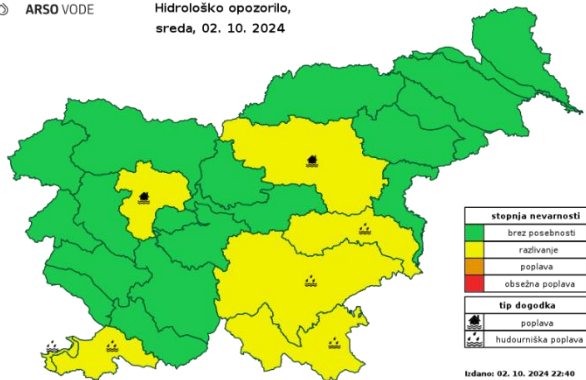 ARSO VODE
Hidrološko opozorilo,
sreda, 02. 10. 2024
stopnja nevarnosti
brez posebnosti
razlivanje
poplava
obsežna poplava
tip dogodka
poplava
hudourniška poplava
Izdano: 02. 10. 2024 22:40